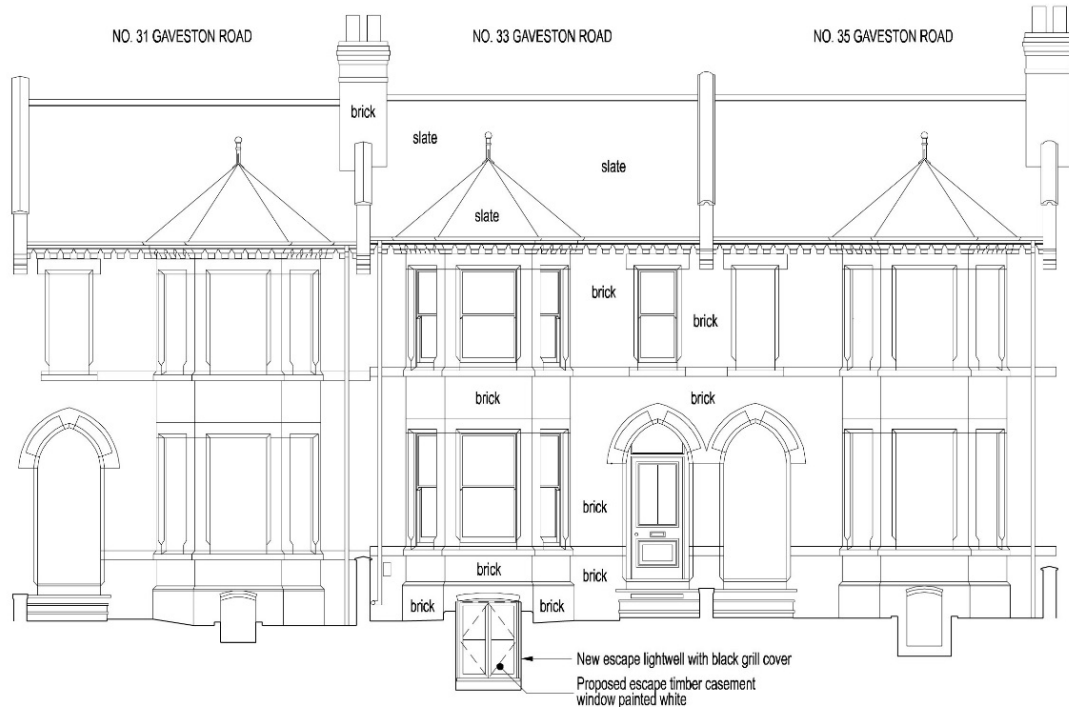 NO. 31 GAVESTON ROAD
NO. 33 GAVESTON ROAD
NO. 35 GAVESTON ROAD
brick
slate
slate
slate
brick
brick
brick
brick
brick
brick
brick
brick
brick
New escape lightwell with black grill cover
Proposed escape timber casement
window painted white